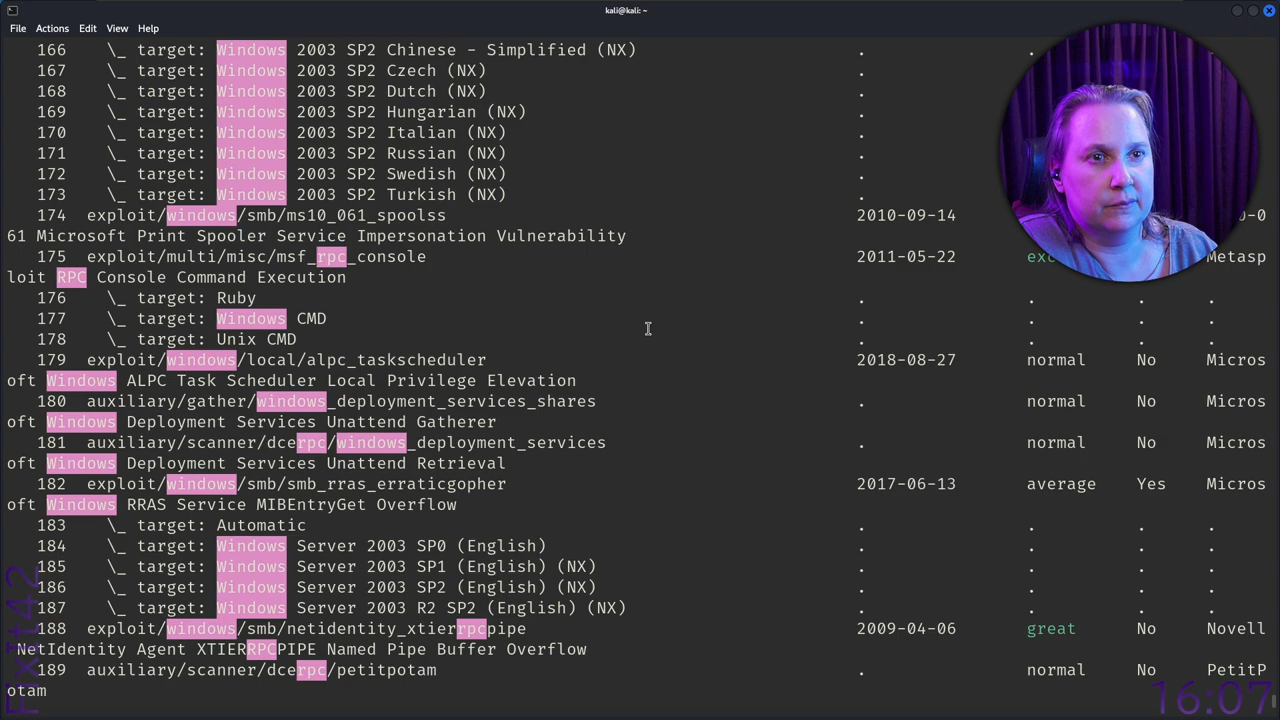 kali@kali: ~
File Actions Edit View Help
166 \_ target: Windows 2003 SP2 Chinese - Simplified (NX) .
167 \_ target: Windows 2003 SP2 Czech (NX) .
168 \_ target: Windows 2003 SP2 Dutch (NX) .
169 \_ target: Windows 2003 SP2 Hungarian (NX) .
170 \_ target: Windows 2003 SP2 Italian (NX) .
171 \_ target: Windows 2003 SP2 Russian (NX) .
172 \_ target: Windows 2003 SP2 Swedish (NX) .
173 \_ target: Windows 2003 SP2 Turkish (NX) .
174 exploit/windows/smb/ms10_061_spoolss 2010-09-14
61 Microsoft Print Spooler Service Impersonation Vulnerability
175 exploit/multi/misc/msf_rpc_console 2011-05-22 Metasp
loit RPC Console Command Execution
176 \_ target: Ruby . . . .
177 \_ target: Windows CMD . . . .
178 \_ target: Unix CMD . . . .
179 exploit/windows/local/alpc_taskscheduler 2018-08-27 normal No Micros
oft Windows ALPC Task Scheduler Local Privilege Elevation
180 auxiliary/gather/windows_deployment_services_shares . normal No Micros
oft Windows Deployment Services Unattend Gatherer
181 auxiliary/scanner/dcerpc/windows_deployment_services . normal No Micros
oft Windows Deployment Services Unattend Retrieval
182 exploit/windows/smb/smb_rras_erraticgopher 2017-06-13 average Yes Micros
oft Windows RRAS Service MIBEntryGet Overflow
183 \_ target: Automatic . . . .
184 \_ target: Windows Server 2003 SP0 (English) . . . .
185 \_ target: Windows Server 2003 SP1 (English) (NX) . . . .
186 \_ target: Windows Server 2003 SP2 (English) (NX) . . . .
187 \_ target: Windows Server 2003 R2 SP2 (English) (NX) . . . .
188 exploit/windows/smb/netidentity_xtierrpcpipe 2009-04-06 great No Novell
NetIdentity Agent XTIERRPCPIPE Named Pipe Buffer Overflow
189 auxiliary/scanner/dcerpc/petitpotam . normal No PetitP
otam
16:07